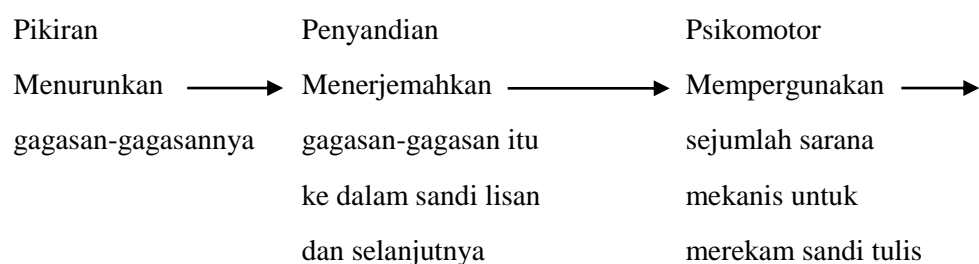 Pikiran Penyandian Psikomotor
Menurunkan Menerjemahkan Mempergunakan
gagasan-gagasannya gagasan-gagasan itu sejumlah sarana
ke dalam sandi lisan mekanis untuk
dan selanjutnya merekam sandi tulis